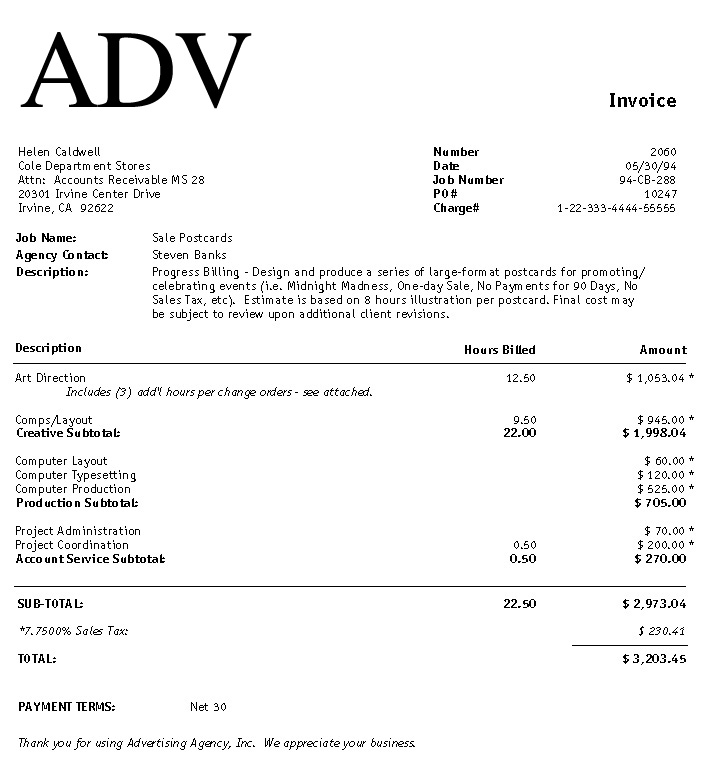 ADV
Invoice
Helen Caldwell
Cole Department Stores
Attn: Accounts Receivable MS 28
20301 Irvine Center Drive
Irvine, CA 92622
Number 2060
Date 05/30/94
Job Number 94-CB-288
PO# 10247
Charge# 1-22-333-4444-55555
Job Name: Sale Postcards
Agency Contact: Steven Banks
Description: Progress Billing - Design and produce a series of large-format postcards for promoting/
celebrating events (i.e. Midnight Madness, One-day Sale, No Payments for 90 Days, No
Sales Tax, etc). Estimate is based on 8 hours illustration per postcard. Final cost may
be subject to review upon additional client revisions.
Description Hours Billed Amount
Art Direction 12.50 $ 1,053.04 *
Includes (3) add'l hours per change orders - see attached.
Comps/Layout 9.50 $ 945.00 *
Creative Subtotal: 22.00 $ 1,998.04
Computer Layout $ 60.00 *
Computer Typesetting $ 120.00 *
Computer Production $ 525.00 *
Production Subtotal: $ 705.00
Project Administration $ 70.00 *
Project Coordination 0.50 $ 200.00 *
Account Service Subtotal: 0.50 $ 270.00
SUB-TOTAL: 22.50 $ 2,973.04
*7.7500% Sales Tax: $ 230.41
TOTAL: $ 3,203.45
PAYMENT TERMS: Net 30
Thank you for using Advertising Agency, Inc. We appreciate your business.